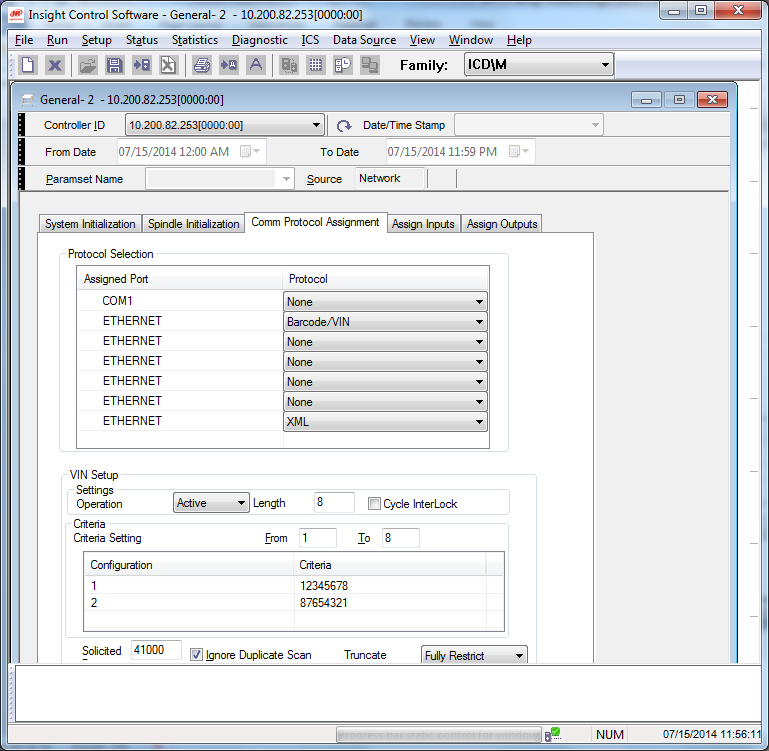 Insight Control Software - General- 2 - 10.200.82.253[0000:00]
File Run Setup Status Statistics Diagnostic ICS Data Source View Window Help
Family: ICD\M
General- 2 - 10.200.82.253[0000:00]
Controller ID 10.200.82.253[0000:00] Date/Time Stamp
From Date 07/15/2014 12:00 AM To Date 07/15/2014 11:59 PM
Paramset Name Source Network
System Initialization Spindle Initialization Comm Protocol Assignment Assign Inputs Assign Outputs
Protocol Selection
Assigned Port Protocol
COM1 None
ETHERNET Barcode/VIN
ETHERNET None
ETHERNET None
ETHERNET None
ETHERNET None
ETHERNET XML
VIN Setup
Settings
Operation Active Length 8 Cycle InterLock
Criteria
Criteria Setting From 1 To 8
Configuration Criteria
1 12345678
2 87654321
Solicited 41000 Ignore Duplicate Scan Truncate Fully Restrict
Progress bar static control for window
NUM 07/15/2014 11:56:11